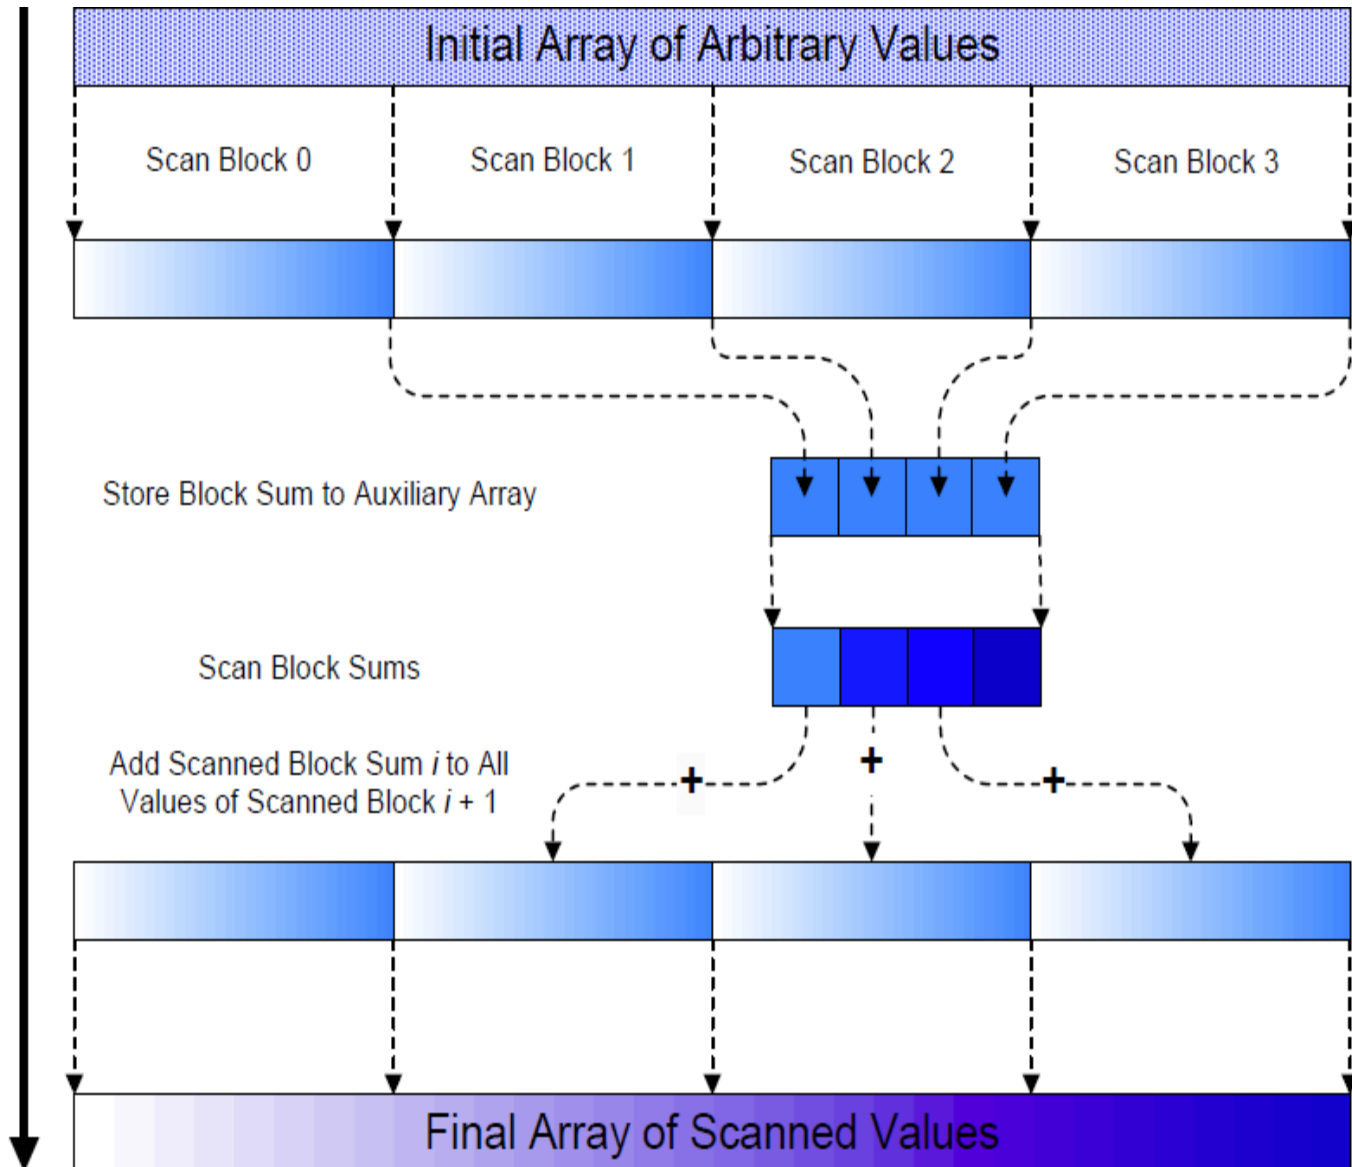 Initial Array of Arbitrary Values
Scan Block 0
Scan Block 1
Scan Block 2
Scan Block 3
Store Block Sum to Auxiliary Array
Scan Block Sums
Add Scanned Block Sum i to All
Values of Scanned Block i + 1
+
+
+
Final Array of Scanned Values